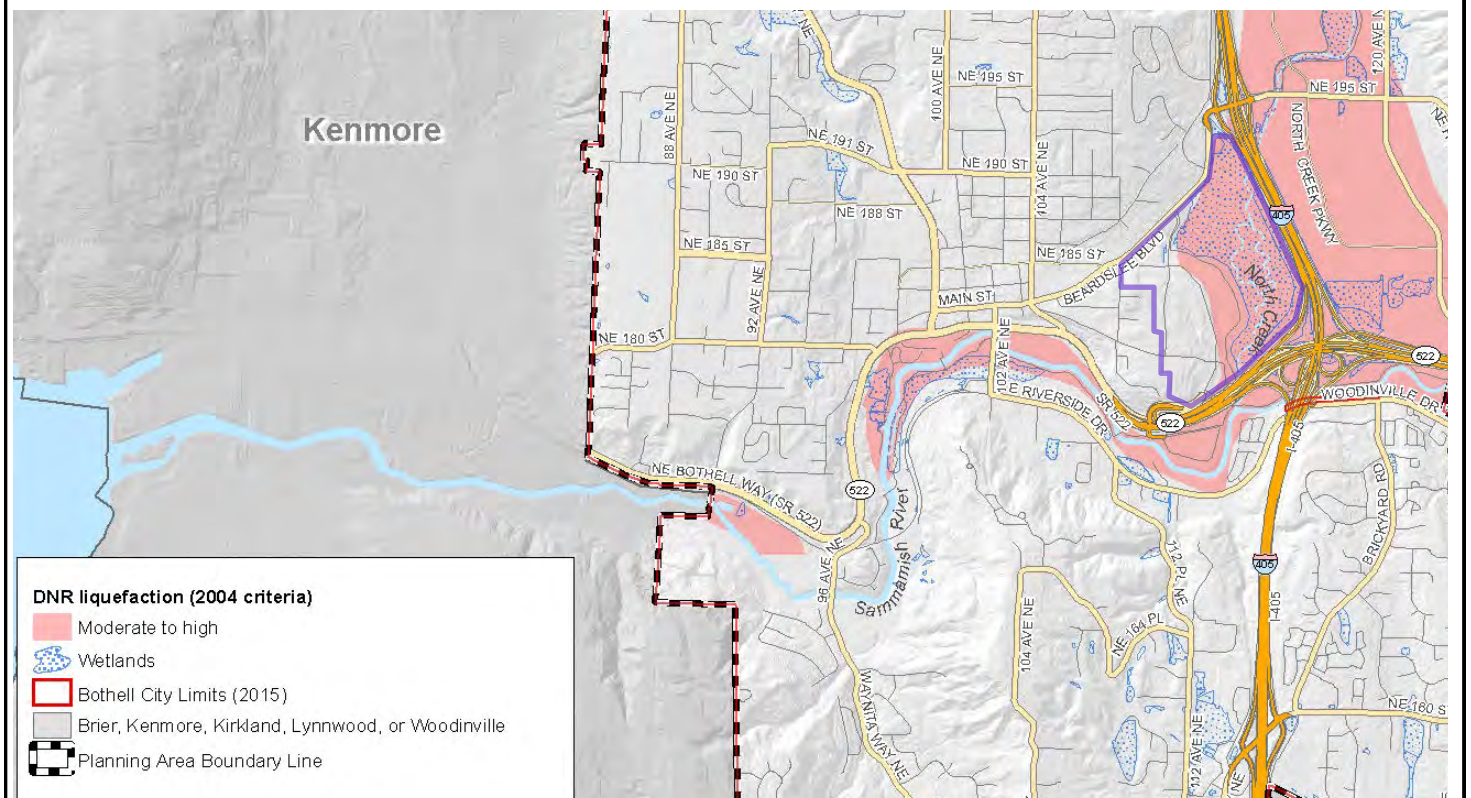 Kenmore
88 AVE NE
100 AVE NE
NE 195 ST
120 AVE N
NE 195 ST
NORTH CREEK PKWY
NE 191 ST
NE 190 ST
NE 190 ST
104 AVE NE
NE 188 ST
405
NE 185 ST
NE 185 ST
BEARDSLEE BLVD
North Creek
92 AVE NE
MAIN ST
NE 180 ST
102 AVE NE
E RIVERSIDE DR
SR 522
522
522
WOODINVILLE DR
I-405
NE BOTHELL WAY (SR 522)
522
Sammamish River
96 AVE NE
BRICKYARD RD
112 PL NE
405
I-405
104 AVE NE
NE 164 PL
WAYNITA WAY NE
112 AVE NE
NE 160 S
NE
DNR liquefaction (2004 criteria)
Moderate to high
Wetlands
Bothell City Limits (2015)
Brier, Kenmore, Kirkland, Lynnwood, or Woodinville
Planning Area Boundary Line